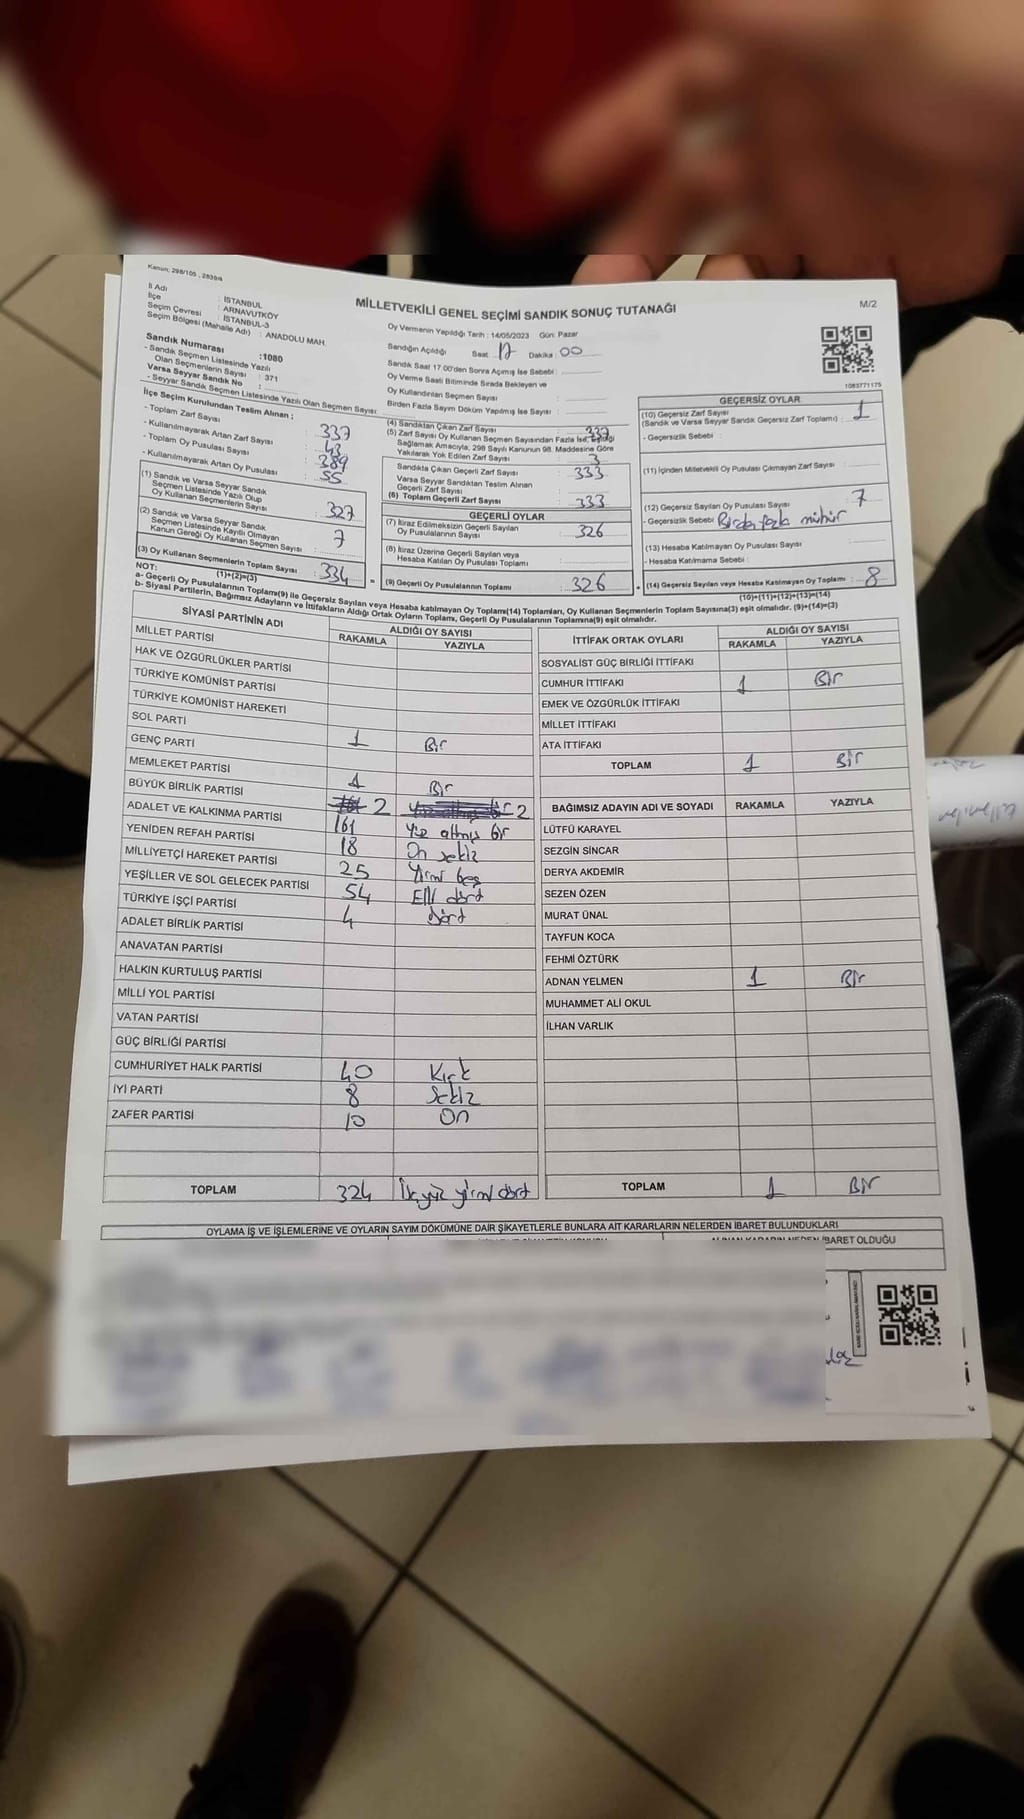 Kanun: 298/105 , 2839/4
M/2
MİLLETVEKİLİ GENEL SEÇİMİ SANDIK SONUÇ TUTANAĞI
İl Adı : İSTANBUL
İlçe : ARNAVUTKÖY
Seçim Çevresi : İSTANBUL-3
Seçim Bölgesi (Mahalle Adı) : ANADOLU MAH.
Sandık Numarası :1080
- Sandık Seçmen Listesinde Yazılı
Olan Seçmenlerin Sayısı : 371
Varsa Seyyar Sandık No :
- Seyyar Sandık Seçmen Listesinde Yazılı Olan Seçmen Sayısı:
Oy Vermenin Yapıldığı Tarih : 14/05/2023 Gün: Pazar
Sandığın Açıldığı Saat : 17 Dakika : 00
Sandık Saat 17.00'den Sonra Açımış İse Sebebi :
Oy Verme Saati Bitiminde Sırada Bekleyen ve
Oy Kullandırılan Seçmen Sayısı :
Birden Fazla Sayım Döküm Yapılmış İse Sayısı :
1083771175
İlçe Seçim Kurulundan Teslim Alınan ;
- Toplam Zarf Sayısı : 337
- Kullanılmayarak Artan Zarf Sayısı : 43
- Toplam Oy Pusulası Sayısı : 389
- Kullanılmayarak Artan Oy Pusulası : 55
(1) Sandık ve Varsa Seyyar Sandık
Seçmen Listesinde Yazılı Olup
Oy Kullanan Seçmenlerin Sayısı : 327
(2) Sandık ve Varsa Seyyar Sandık
Seçmen Listesinde Kayıtlı Olmayan
Kanun Gereği Oy Kullanan Seçmen Sayısı : 7
(3) Oy Kullanan Seçmenlerin Toplam Sayısı : 334
(1)+(2)=(3)
(4) Sandıktan Çıkan Zarf Sayısı : 337
(5) Zarf Sayısı Oy Kullanan Seçmen Sayısından Fazla İse, Eşitliği
Sağlamak Amacıyla, 298 Sayılı Kanunun 98. Maddesine Göre
Yakılarak Yok Edilen Zarf Sayısı : 3
Sandıkta Çıkan Geçerli Zarf Sayısı : 333
Varsa Seyyar Sandıktan Teslim Alınan
Geçerli Zarf Sayısı :
(6) Toplam Geçerli Zarf Sayısı : 333
GEÇERLİ OYLAR
(7) İtiraz Edilmeksizin Geçerli Sayılan
Oy Pusulalarının Sayısı : 326
(8) İtiraz Üzerine Geçerli Sayılan veya
Hesaba Katılan Oy Pusulası Toplamı :
(9) Geçerli Oy Pusulalarının Toplamı : 326
GEÇERSİZ OYLAR
(10) Geçersiz Zarf Sayısı
(Sandık ve Varsa Seyyar Sandık Geçersiz Zarf Toplamı) : 1
- Geçersizlik Sebebi :
(11) İçinden Milletvekili Oy Pusulası Çıkmayan Zarf Sayısı :
(12) Geçersiz Sayılan Oy Pusulası Sayısı : 7
- Geçersizlik Sebebi : Birden fazla mühür
(13) Hesaba Katılmayan Oy Pusulası Sayısı :
- Hesaba Katılmama Sebebi :
(14) Geçersiz Sayılan veya Hesaba Katılmayan Oy Toplamı : 8
(10)+(11)+(12)+(13)=(14)
NOT:
a- Geçerli Oy Pusulalarının Toplamı(9) ile Geçersiz Sayılan veya Hesaba katılmayan Oy Toplamı(14) Toplamları, Oy Kullanan Seçmenlerin Toplam Sayısına(3) eşit olmalıdır. (9)+(14)=(3)
b- Siyasi Partilerin, Bağımsız Adayların ve İttifakların Aldığı Ortak Oyların Toplamı, Geçerli Oy Pusulalarının Toplamına(9) eşit olmalıdır.
SİYASİ PARTİNİN ADI
ALDIĞI OY SAYISI
RAKAMLA YAZIYLA
MİLLET PARTİSİ
HAK VE ÖZGÜRLÜKLER PARTİSİ
TÜRKİYE KOMÜNİST PARTİSİ
TÜRKİYE KOMÜNİST HAREKETİ
SOL PARTİ
GENÇ PARTİ 1 Bir
MEMLEKET PARTİSİ
BÜYÜK BİRLİK PARTİSİ 1 Bir
ADALET VE KALKINMA PARTİSİ 2 2
YENİDEN REFAH PARTİSİ 161 Yüz altmış bir
MİLLİYETÇİ HAREKET PARTİSİ 18 On sekiz
YEŞİLLER VE SOL GELECEK PARTİSİ 25 Yirmi beş
TÜRKİYE İŞÇİ PARTİSİ 54 Elli dört
ADALET BİRLİK PARTİSİ 4 Dört
ANAVATAN PARTİSİ
HALKIN KURTULUŞ PARTİSİ
MİLLİ YOL PARTİSİ
VATAN PARTİSİ
GÜÇ BİRLİĞİ PARTİSİ
CUMHURİYET HALK PARTİSİ 40 Kırk
İYİ PARTİ 8 Sekiz
ZAFER PARTİSİ 10 On
TOPLAM 324 Üçyüz yirmi dört
İTTİFAK ORTAK OYLARI
ALDIĞI OY SAYISI
RAKAMLA YAZIYLA
SOSYALİST GÜÇ BİRLİĞİ İTTİFAKI
CUMHUR İTTİFAKI 1 Bir
EMEK VE ÖZGÜRLÜK İTTİFAKI
MİLLET İTTİFAKI
ATA İTTİFAKI
TOPLAM 1 Bir
BAĞIMSIZ ADAYIN ADI VE SOYADI RAKAMLA YAZIYLA
LÜTFÜ KARAYEL
SEZGİN SİNCAR
DERYA AKDEMİR
SEZEN ÖZEN
MURAT ÜNAL
TAYFUN KOCA
FEHMİ ÖZTÜRK
ADNAN YELMEN 1 Bir
MUHAMMET ALİ OKUL
İLHAN VARLIK
TOPLAM 1 Bir
OYLAMA İŞ VE İŞLEMLERİNE VE OYLARIN SAYIM DÖKÜMÜNE DAİR ŞİKAYETLERLE BUNLARA AİT KARARLARIN NELERDEN İBARET BULUNDUKLARI
ALINAN KARARIN NEDEN İBARET OLDUĞU